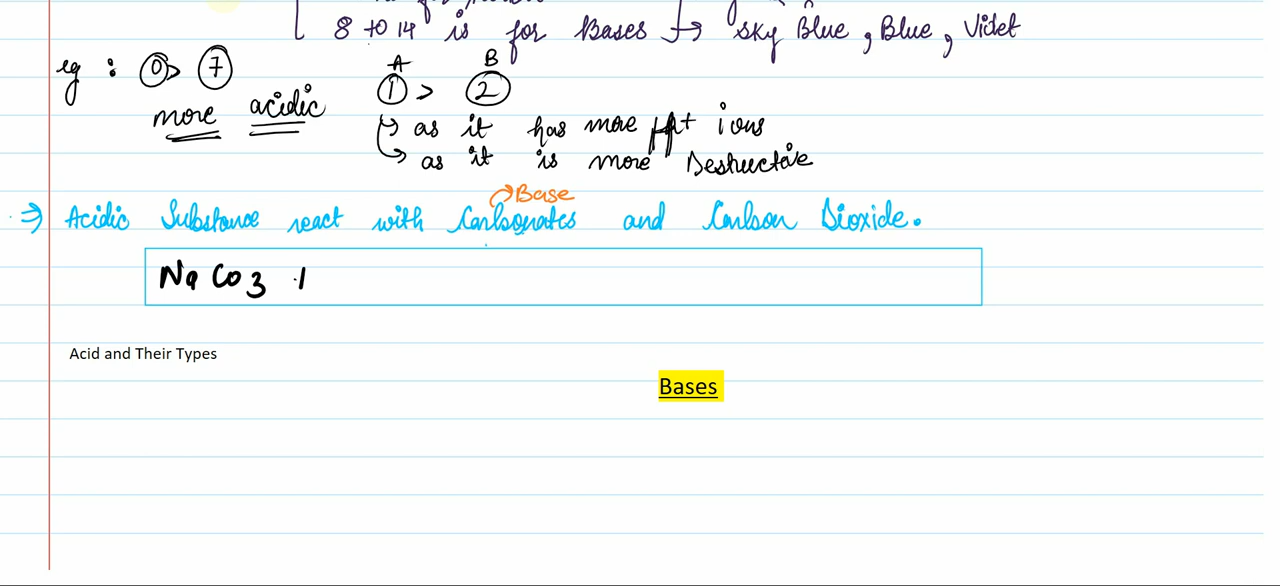 8 to 14 is for Bases → Sky Blue, Blue, Violet
eg : 0 > 7
A B
1 > 2
more acidic
as it has more H+ ions
as it is more Destructive
Base
⇒ Acidic Substance react with Carbonates and Carbon Dioxide.
Na Co3
Acid and Their Types
Bases